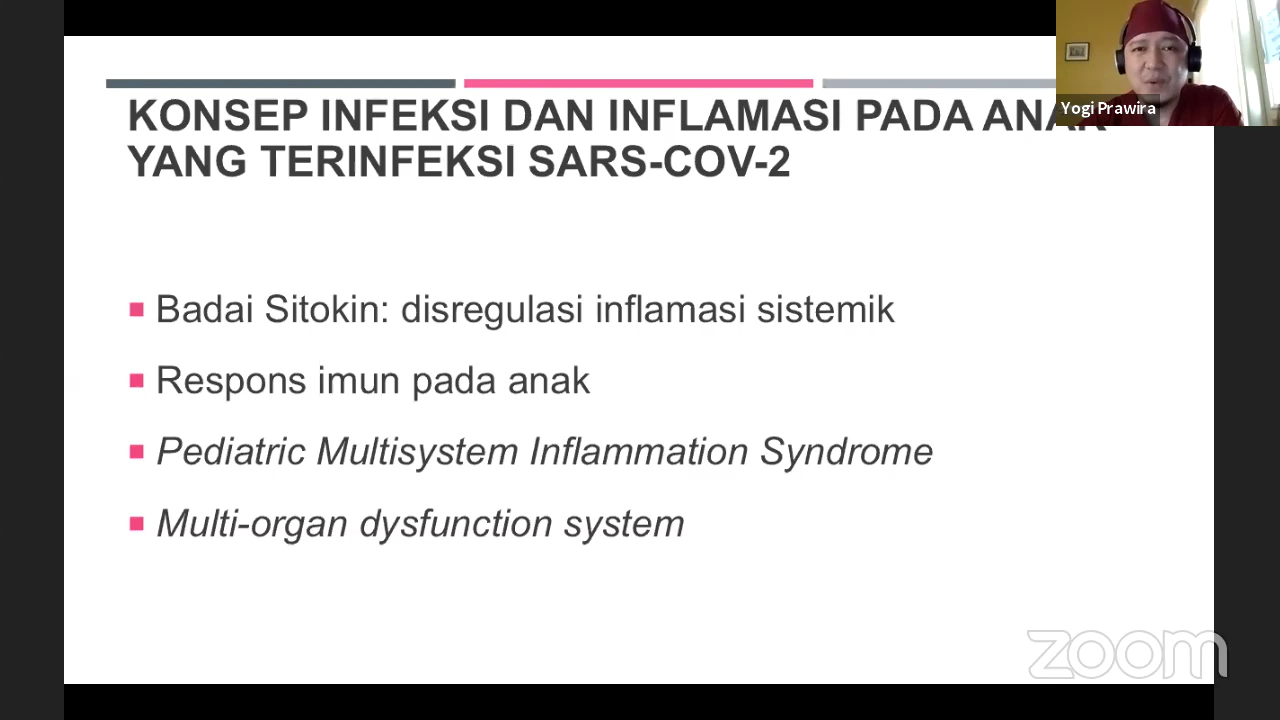 KONSEP INFEKSI DAN INFLAMASI PADA ANAK
YANG TERINFEKSI SARS-COV-2
Badai Sitokin: disregulasi inflamasi sistemik
Respons imun pada anak
Pediatric Multisystem Inflammation Syndrome
Multi-organ dysfunction system
Yogi Prawira
zoom